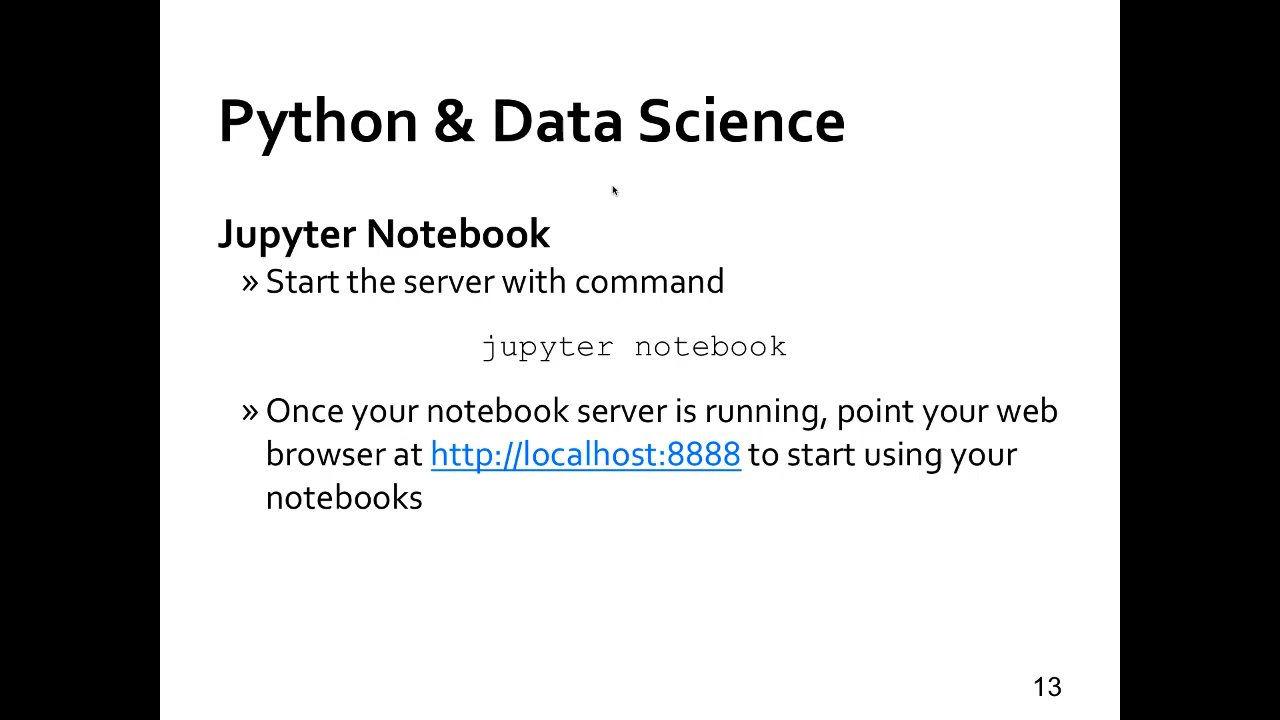 Python & Data Science
Jupyter Notebook
» Start the server with command
jupyter notebook
» Once your notebook server is running, point your web
browser at http://localhost:8888 to start using your
notebooks
13